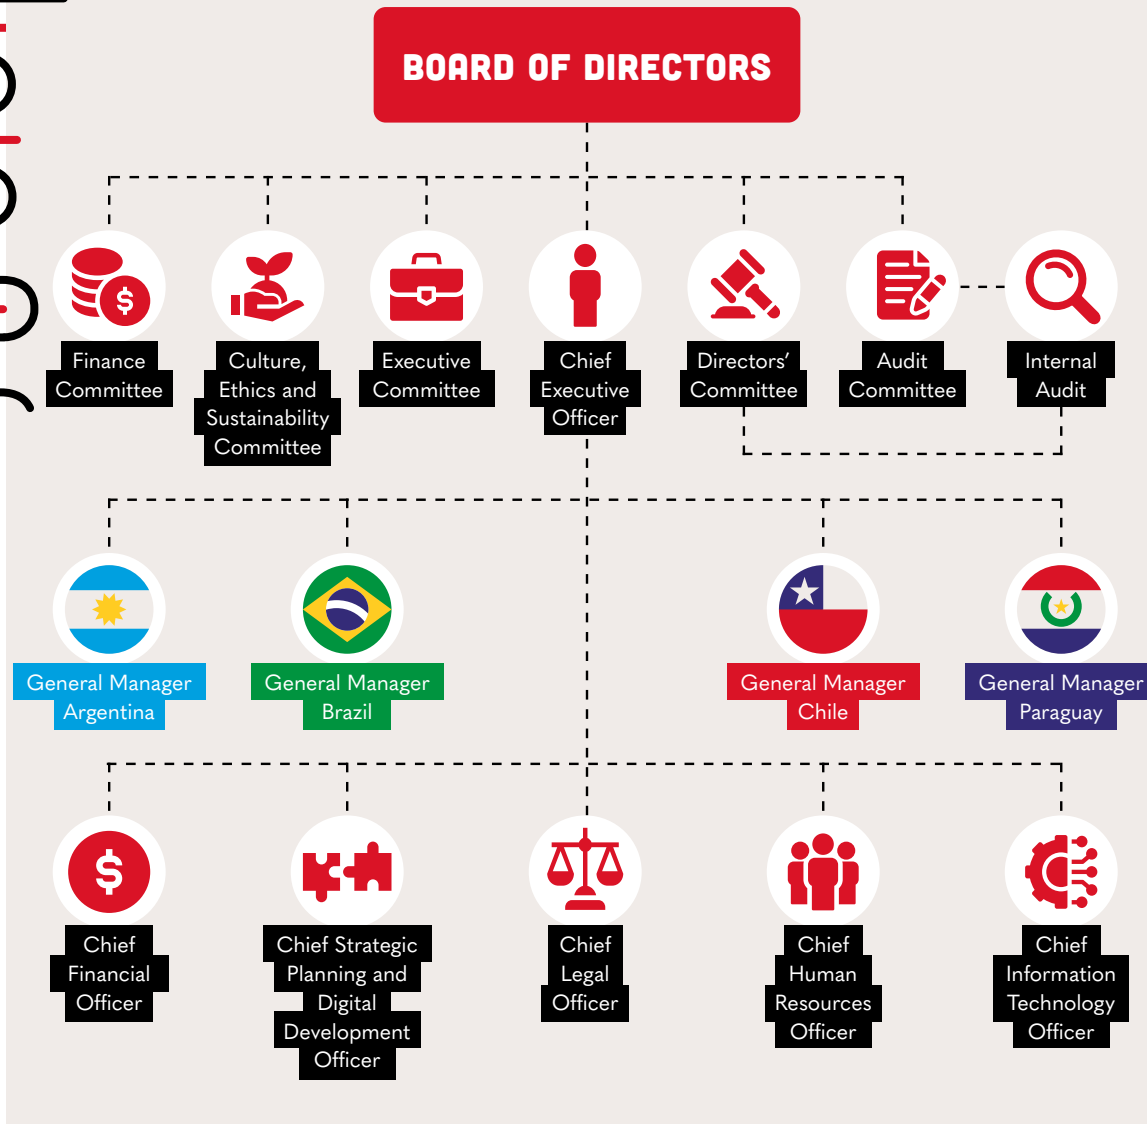 BOARD OF DIRECTORS
Finance
Committee
Culture,
Ethics and
Sustainability
Committee
Executive
Committee
Chief
Executive
Officer
Directors’
Committee
Audit
Committee
Internal
Audit
General Manager
Argentina
General Manager
Brazil
General Manager
Chile
General Manager
Paraguay
Chief
Financial
Officer
Chief Strategic
Planning and
Digital
Development
Officer
Chief
Legal
Officer
Chief
Human
Resources
Officer
Chief
Information
Technology
Officer